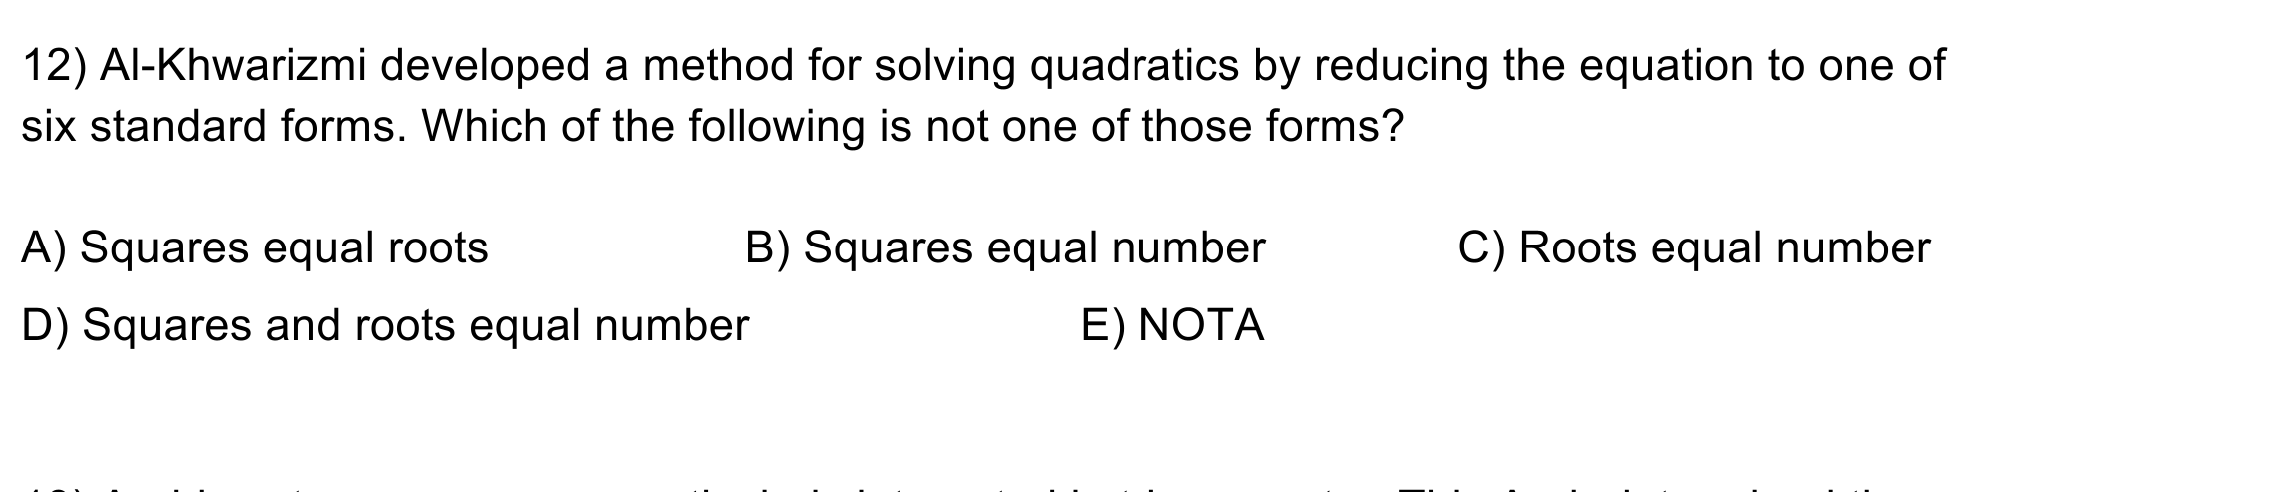 12) Al-Khwarizmi developed a method for solving quadratics by reducing the equation to one of
six standard forms. Which of the following is not one of those forms?
A) Squares equal roots B) Squares equal number C) Roots equal number
D) Squares and roots equal number E) NOTA